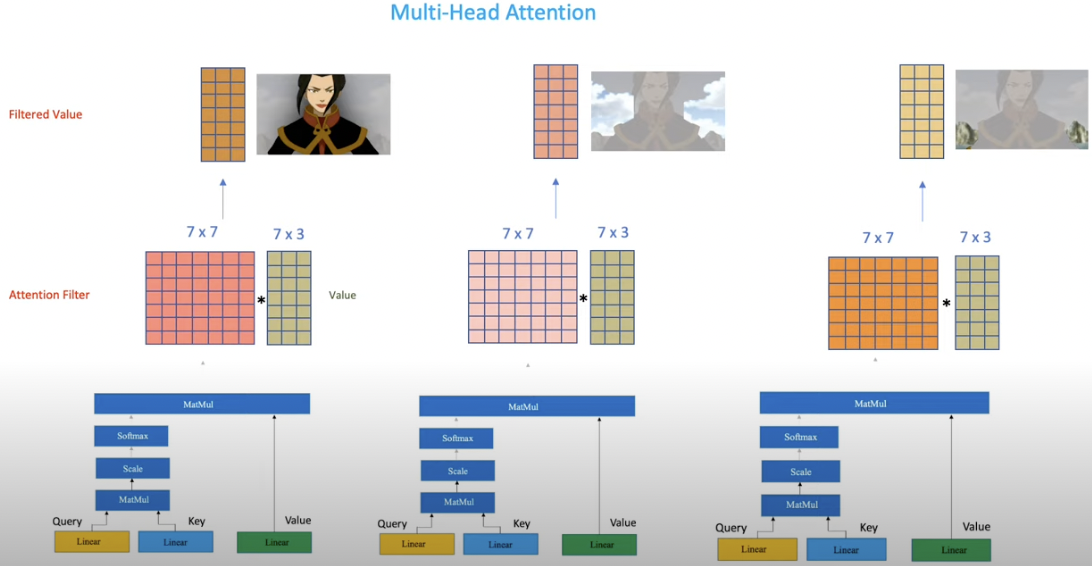 Multi-Head Attention
Filtered Value
7 x 7
7 x 3
7 x 7
7 x 3
7 x 7
7 x 3
Attention Filter
*
Value
*
*
MatMul
Softmax
Scale
MatMul
Query
Key
Value
Linear
Linear
Linear
MatMul
Softmax
Scale
MatMul
Query
Key
Value
Linear
Linear
Linear
MatMul
Softmax
Scale
MatMul
Query
Key
Value
Linear
Linear
Linear